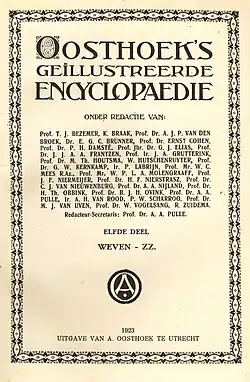 OOSTHOEK'S
GEÏLLUSTREERDE
ENCYCLOPAEDIE
ONDER REDACTIE VAN:
Prof. T. J. BEZEMER, K. BRAAK, Prof. Dr. A. J. P. VAN DEN
BROEK, Dr. E. G. C. BRÜNNER, Prof. Dr. ERNST COHEN,
Prof. Dr. P. H. DAMSTÉ, Prof. Jhr. Dr. G. J. ELIAS, Prof.
Dr. J. J. A. A. FRANTZEN, Prof. Ir. J. A. GRUTTERINK,
Prof. Dr. M. Th. HOUTSMA, W. HUTSCHENRUYTER, Prof.
Dr. G. W. KERNKAMP, Ir. P. LABRIJN, Prof. Mr. W. C.
MEES R.Az., Prof. Mr. W. P. L. A. MOLENGRAAFF, Prof.
J. F. NIERMEIJER, Prof. Dr. H. F. NIERSTRASZ, Prof. Dr.
C. J. VAN NIEUWENBURG, Prof. Dr. A. A. NIJLAND, Prof. Dr.
H. Th. OBBINK, Prof. Dr. B. J. H. OVINK, Prof. Dr. A. A.
PULLE, Ir. A. H. VAN ROOD, P. W. SCHARROO, Prof. Dr.
M. J. VAN UVEN, Prof. Dr. W. VOGELSANG, R. ZUIDEMA.
Redacteur-Secretaris: Prof. Dr. A. A. PULLE.
ELFDE DEEL
WEVEN - ZZ.
1923
UITGAVE VAN A. OOSTHOEK TE UTRECHT